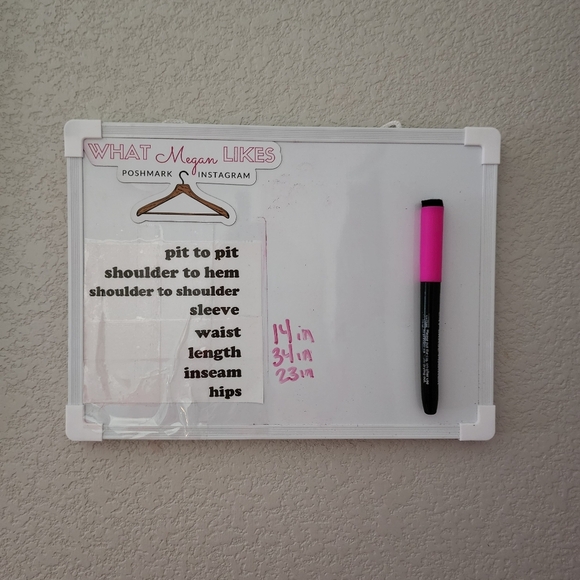 WHAT Megan LIKES
POSHMARK INSTAGRAM
pit to pit
shoulder to hem
shoulder to shoulder
sleeve
waist 14 in
length 34 in
inseam 23 in
hips